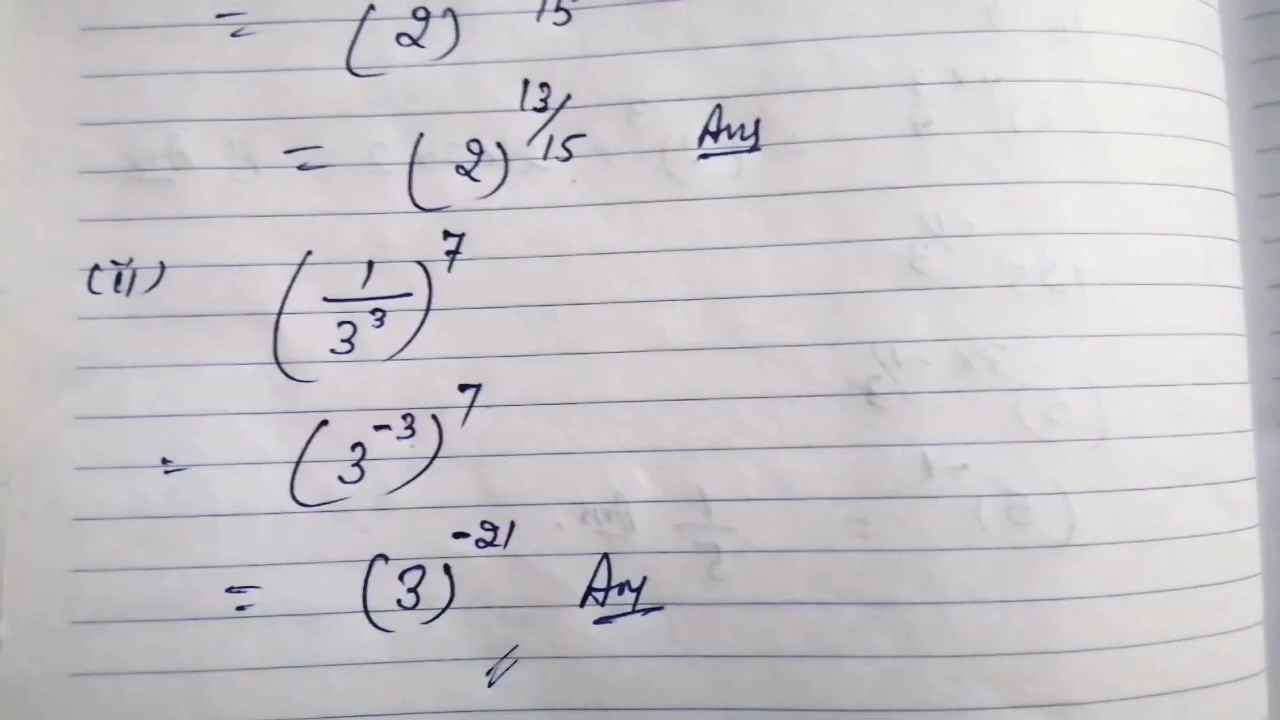 = (2) 15
= (2)^13/15 Ans
(ii) (1/3^3)^7
= (3^-3)^7
= (3)^-21 Ans